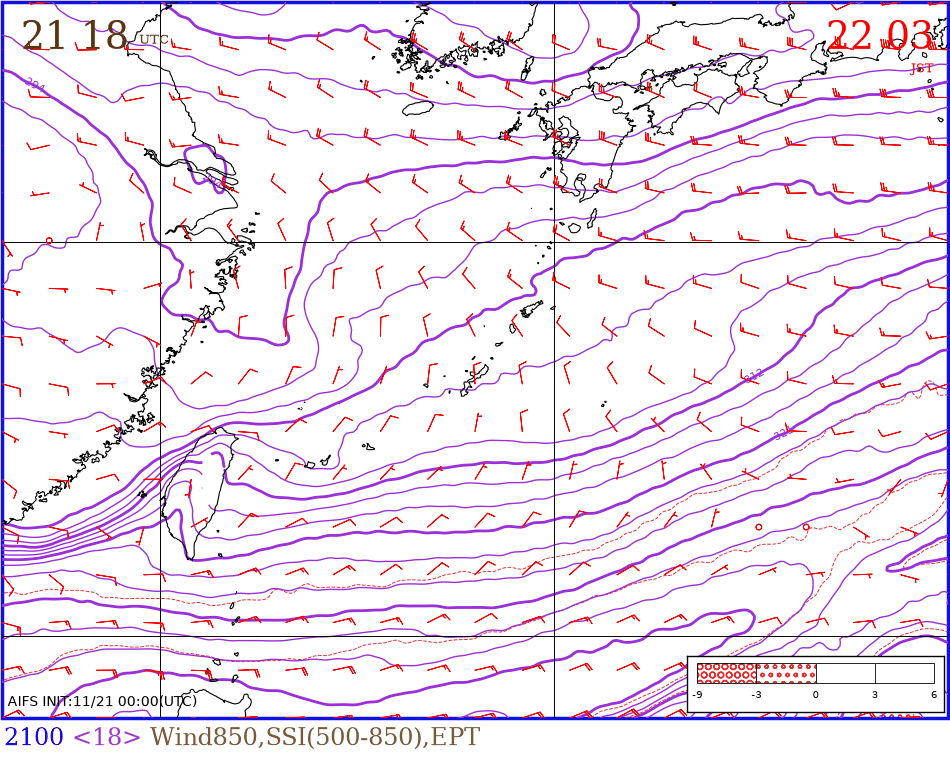 21 18 UTC
22 03
JST
294
312
AIFS INIT:11/21 00:00(UTC)
-9 -3 0 3 6
2100 <18> Wind850,SSI(500-850),EPT